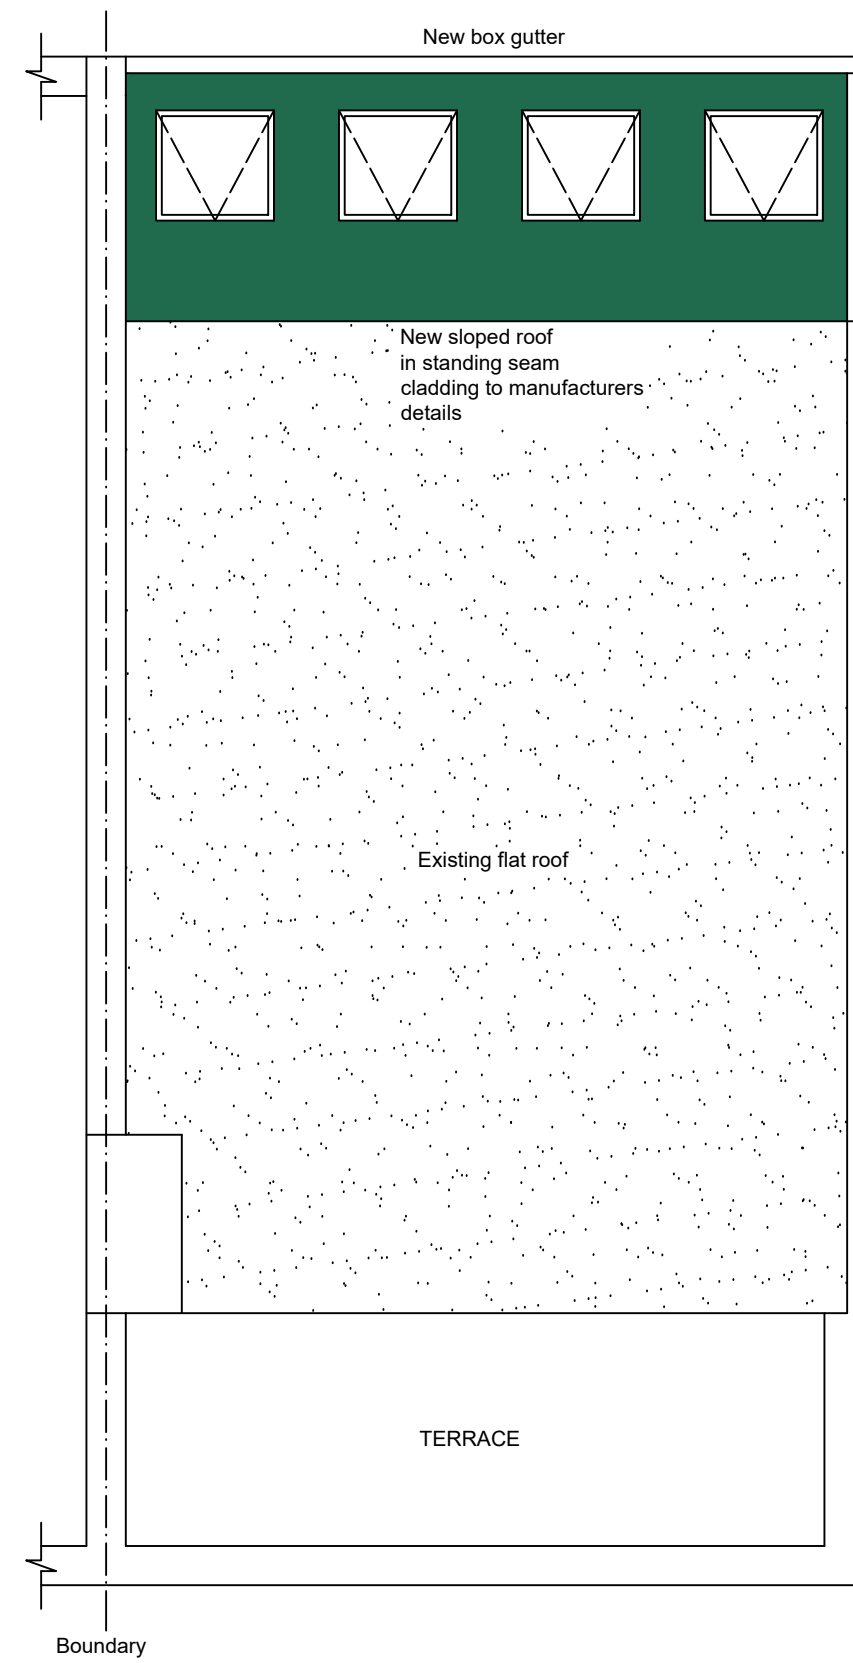 New box gutter
New sloped roof
in standing seam
cladding to manufacturers
details
Existing flat roof
TERRACE
Boundary